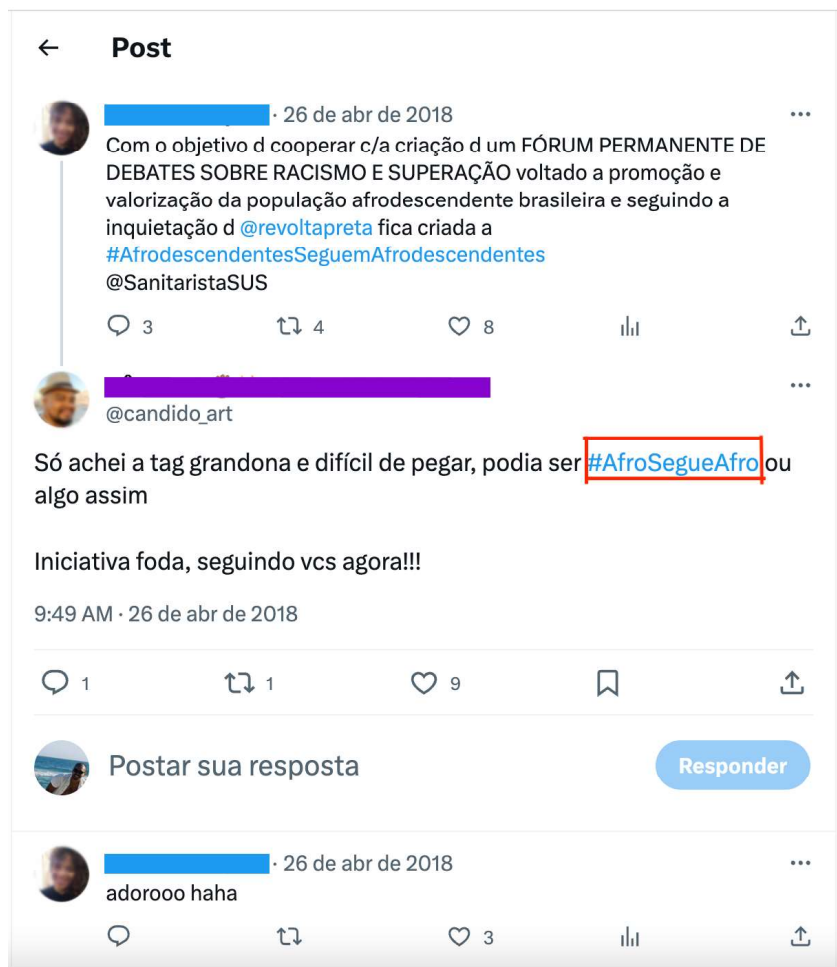 Post
· 26 de abr de 2018
Com o objetivo d cooperar c/a criação d um FÓRUM PERMANENTE DE
DEBATES SOBRE RACISMO E SUPERAÇÃO voltado a promoção e
valorização da população afrodescendente brasileira e seguindo a
inquietação d @revoltapreta fica criada a
#AfrodescendentesSeguemAfrodescendentes
@SanitaristaSUS
3 4 8
@candido_art
Só achei a tag grandona e difícil de pegar, podia ser #AfroSegueAfro ou
algo assim
Iniciativa foda, seguindo vcs agora!!!
9:49 AM · 26 de abr de 2018
1 1 9
Postar sua resposta Responder
· 26 de abr de 2018
adorooo haha
3